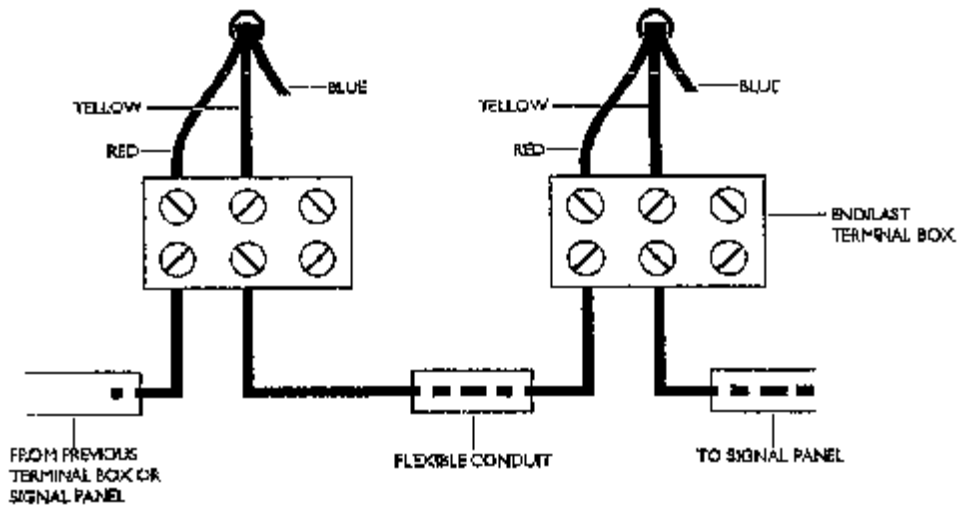 BLUE
YELLOW
RED
BLUE
YELLOW
RED
END/LAST
TERMINAL BOX
FROM PREVIOUS
TERMINAL BOX OR
SIGNAL PANEL
FLEXIBLE CONDUIT
TO SIGNAL PANEL